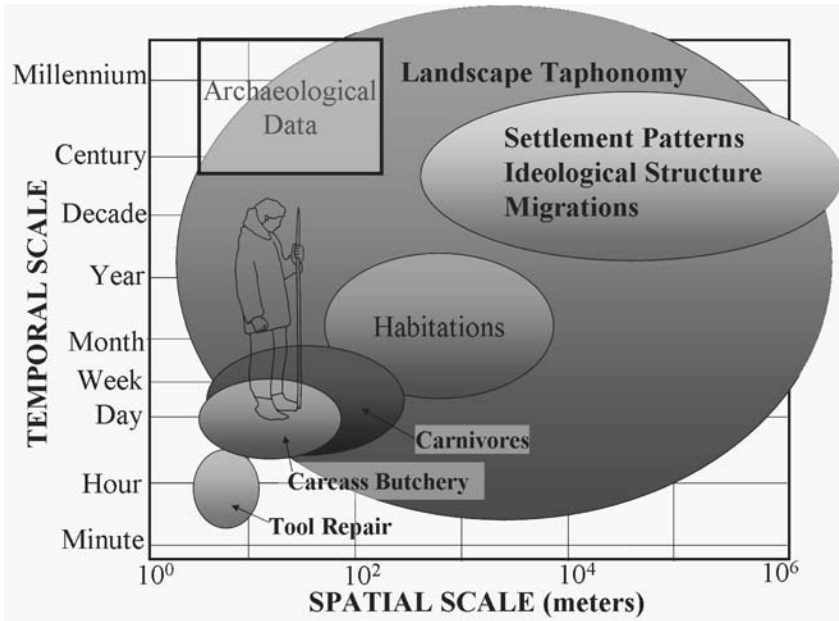 Millennium
Century
Decade
Year
Month
Week
Day
Hour
Minute
TEMPORAL SCALE
Archaeological
Data
Landscape Taphonomy
Settlement Patterns
Ideological Structure
Migrations
Habitations
Carnivores
Carcass Butchery
Tool Repair
10⁰
10²
10⁴
10⁶
SPATIAL SCALE (meters)